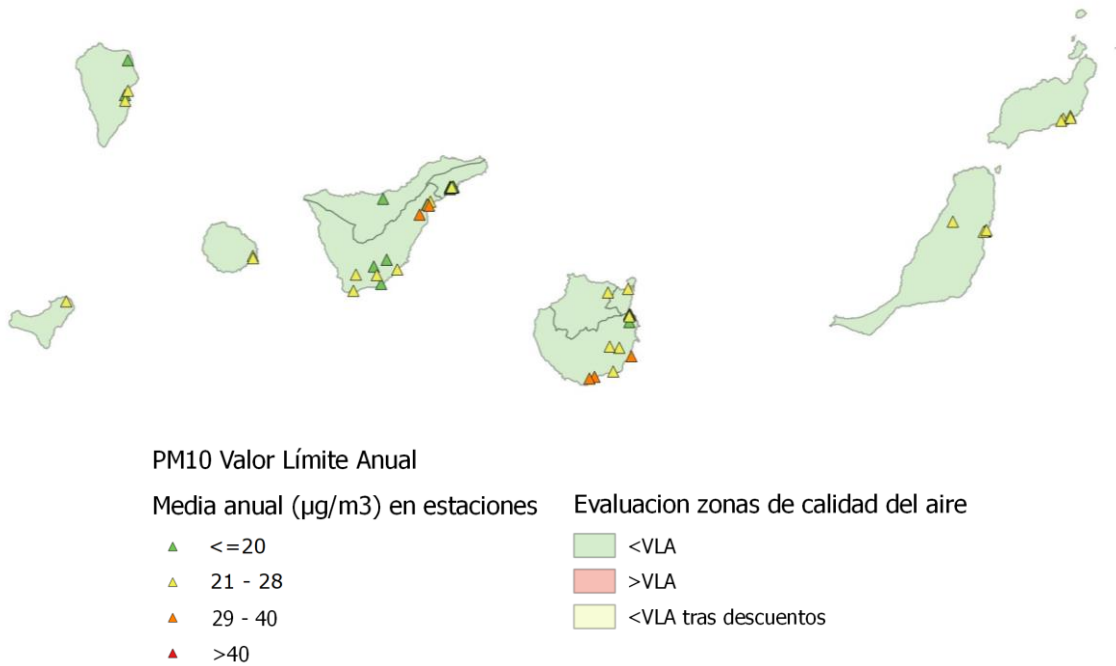 PM10 Valor Límite Anual
Media anual (µg/m3) en estaciones
<=20
21 - 28
29 - 40
>40
Evaluacion zonas de calidad del aire
<VLA
>VLA
<VLA tras descuentos